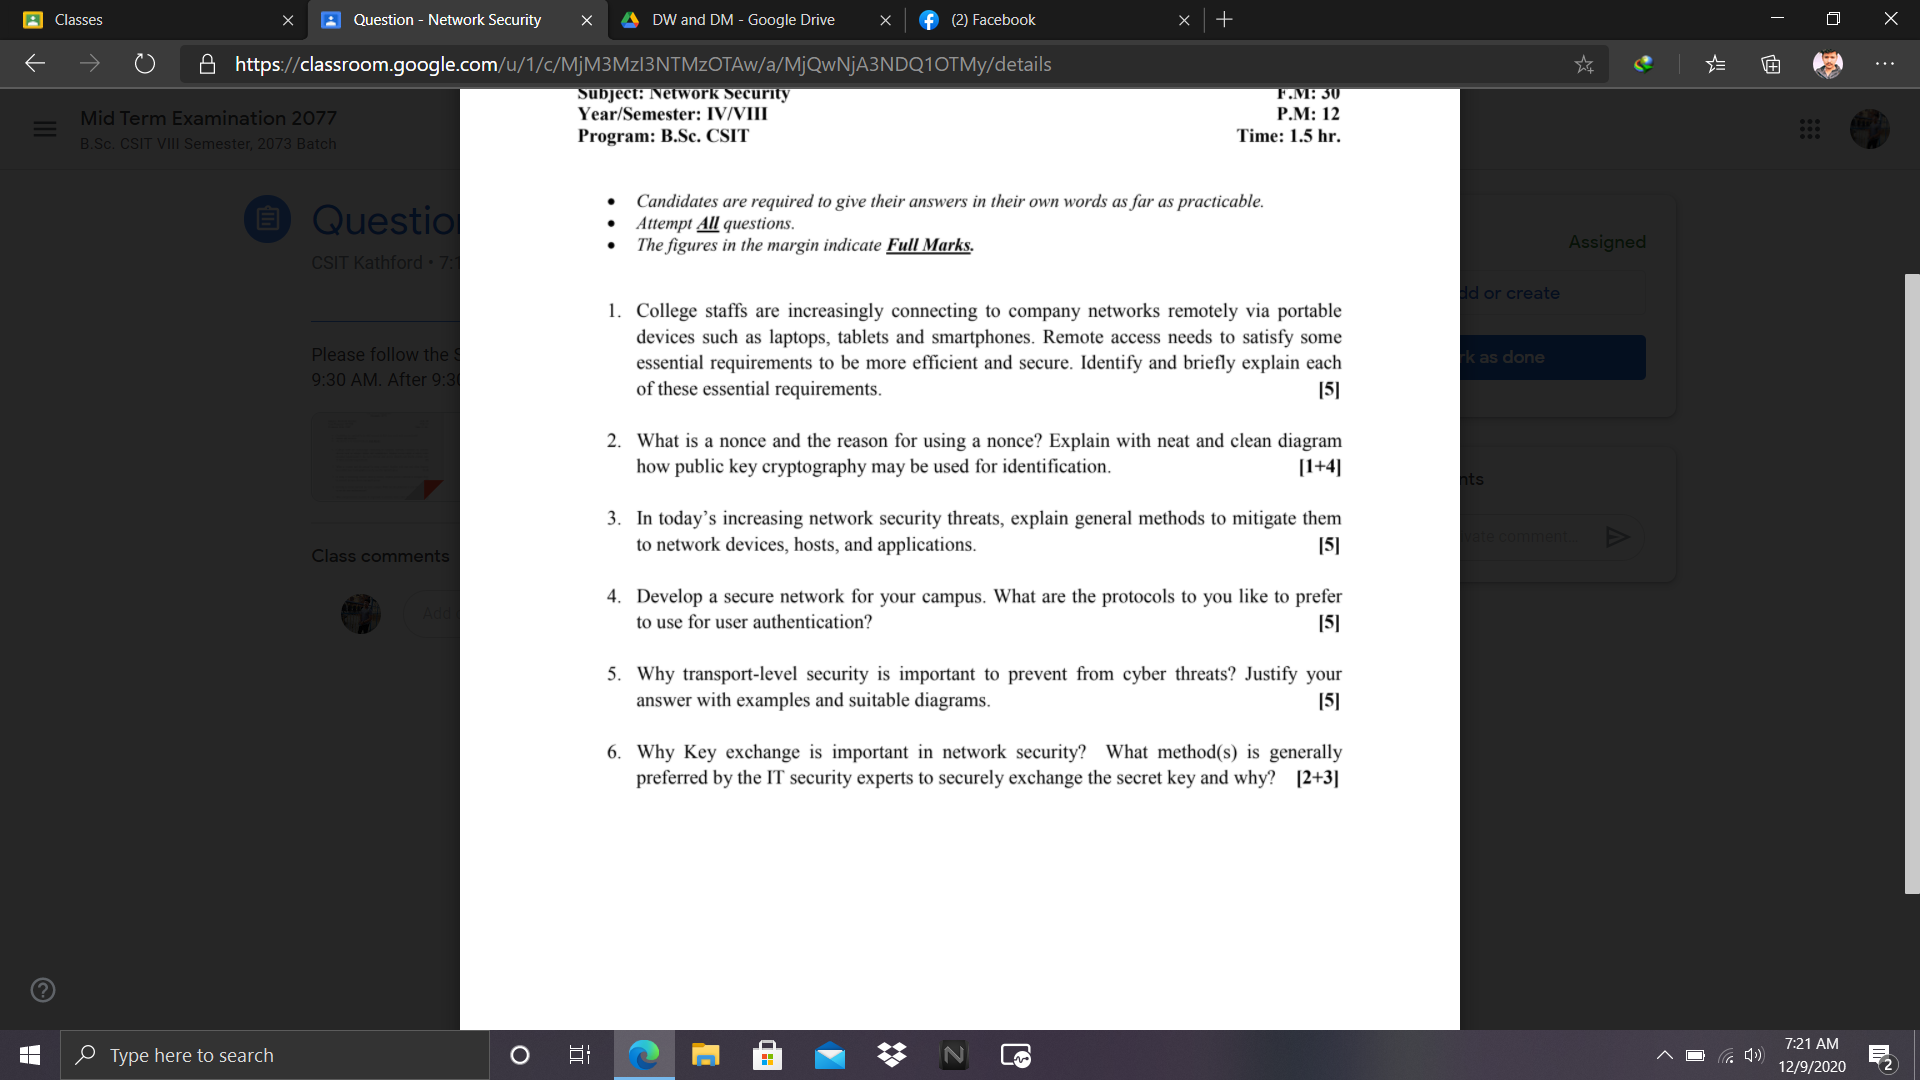 Classes
Question - Network Security
DW and DM - Google Drive
(2) Facebook
https://classroom.google.com/u/1/c/MjM3MzI3NTMzOTAw/a/MjQwNjA3NDQ1OTMy/details
Mid Term Examination 2077
B.Sc. CSIT VIII Semester, 2073 Batch
Subject: Network Security
F.M: 30
Year/Semester: IV/VIII
P.M: 12
Program: B.Sc. CSIT
Time: 1.5 hr.
• Candidates are required to give their answers in their own words as far as practicable.
• Attempt All questions.
• The figures in the margin indicate Full Marks.
Questio
CSIT Kathford • 7:1
Please follow the S
9:30 AM. After 9:30
Class comments
Add
1. College staffs are increasingly connecting to company networks remotely via portable
devices such as laptops, tablets and smartphones. Remote access needs to satisfy some
essential requirements to be more efficient and secure. Identify and briefly explain each
of these essential requirements. [5]
2. What is a nonce and the reason for using a nonce? Explain with neat and clean diagram
how public key cryptography may be used for identification. [1+4]
3. In today’s increasing network security threats, explain general methods to mitigate them
to network devices, hosts, and applications. [5]
4. Develop a secure network for your campus. What are the protocols to you like to prefer
to use for user authentication? [5]
5. Why transport-level security is important to prevent from cyber threats? Justify your
answer with examples and suitable diagrams. [5]
6. Why Key exchange is important in network security? What method(s) is generally
preferred by the IT security experts to securely exchange the secret key and why? [2+3]
Assigned
dd or create
rk as done
nts
vate comment...
Type here to search
7:21 AM
12/9/2020
2